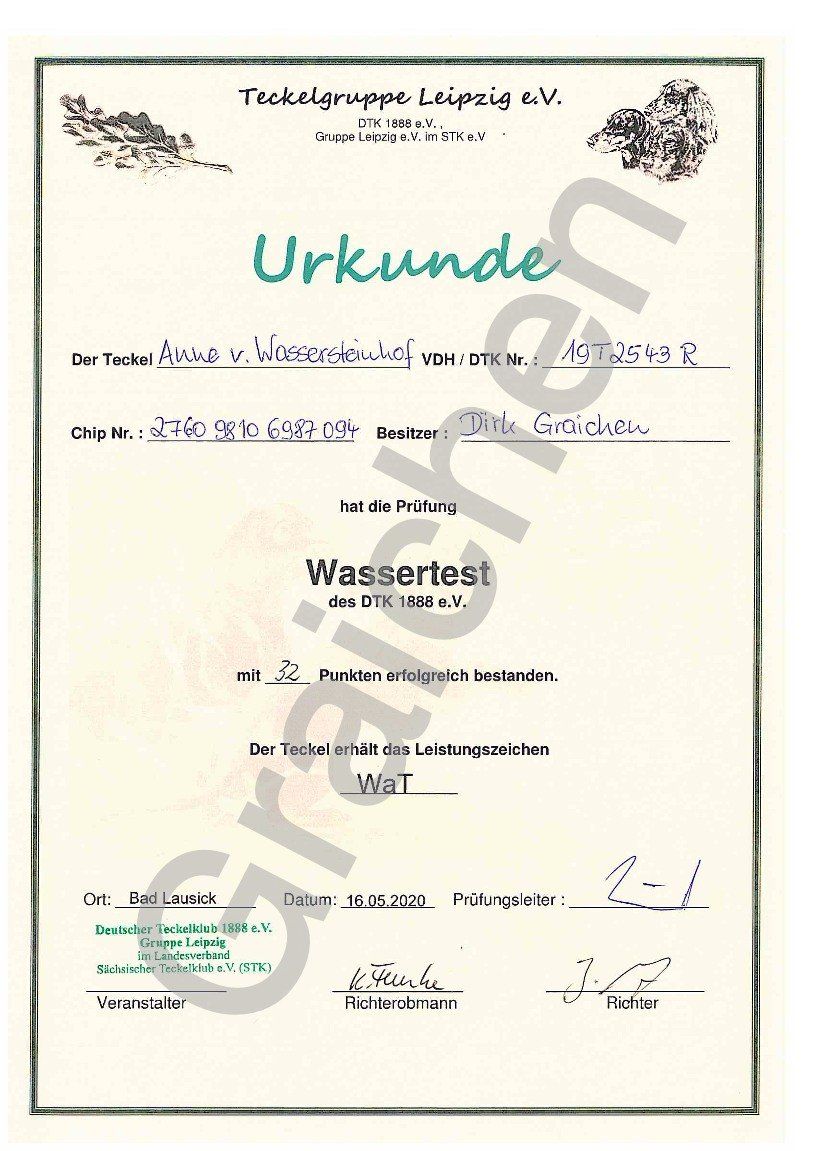 Teckelgruppe Leipzig e.V.
DTK 1888 e.V. ,
Gruppe Leipzig e.V. im STK e.V
Urkunde
Der Teckel Anne v. Wassersteinhof VDH / DTK Nr. : 19T2543 R
Chip Nr. : 2760 9810 6987 094 Besitzer : Dirk Graichen
hat die Prüfung
Wassertest
des DTK 1888 e.V.
mit 32 Punkten erfolgreich bestanden.
Der Teckel erhält das Leistungszeichen
WaT
Ort: Bad Lausick Datum: 16.05.2020 Prüfungsleiter :
Deutscher Teckelklub 1888 e.V.
Gruppe Leipzig
im Landesverband
Sächsischer Teckelklub e.V. (STK)
Veranstalter Richterobmann Richter
Graichen